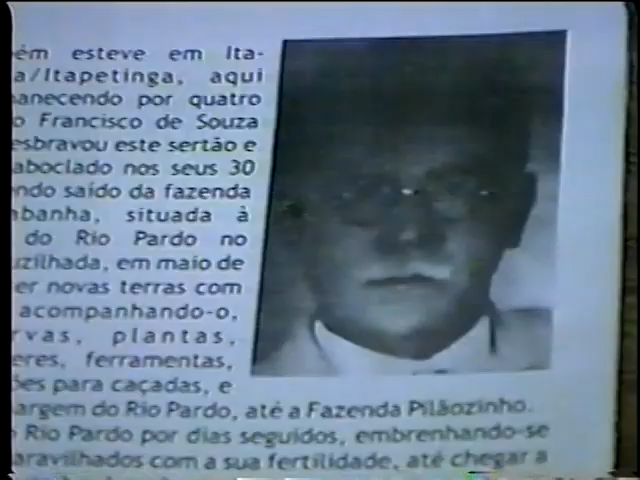 ém esteve em Ita-
a/Itapetinga, aqui
anecendo por quatro
o Francisco de Souza
esbravou este sertão e
aboclado nos seus 30
ndo saído da fazenda
abanha, situada à
do Rio Pardo no
uzilhada, em maio de
er novas terras com
acompanhando-o,
rvas, plantas,
eres, ferramentas,
ões para caçadas, e
argem do Rio Pardo, até a Fazenda Pilãozinho.
Rio Pardo por dias seguidos, embrenhando-se
aravilhados com a sua fertilidade, até chegar a